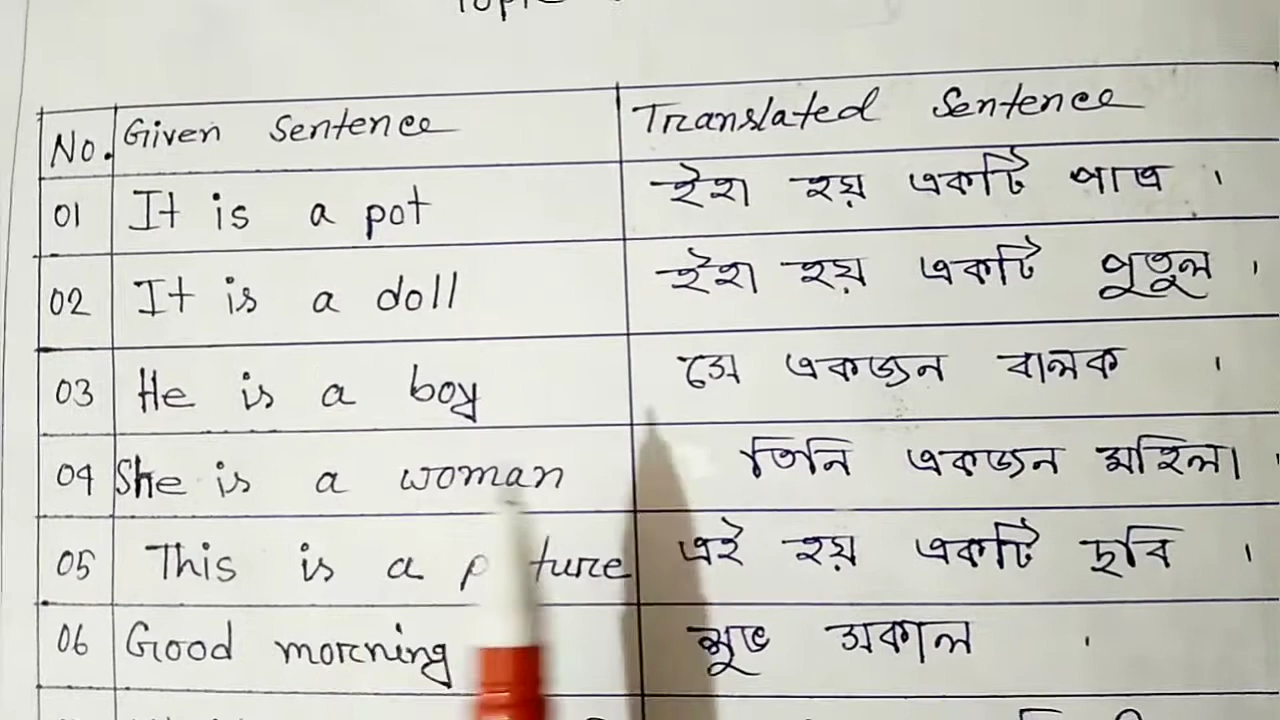 Topic
No. Given Sentence Translated Sentence
01 It is a pot ইহা হয় একটি পাত্র ।
02 It is a doll ইহা হয় একটি পুতুল ।
03 He is a boy সে একজন বালক ।
04 She is a woman তিনি একজন মহিলা।
05 This is a এই হয় একটি ছবি ।
06 Good morning শুভ সকাল ।